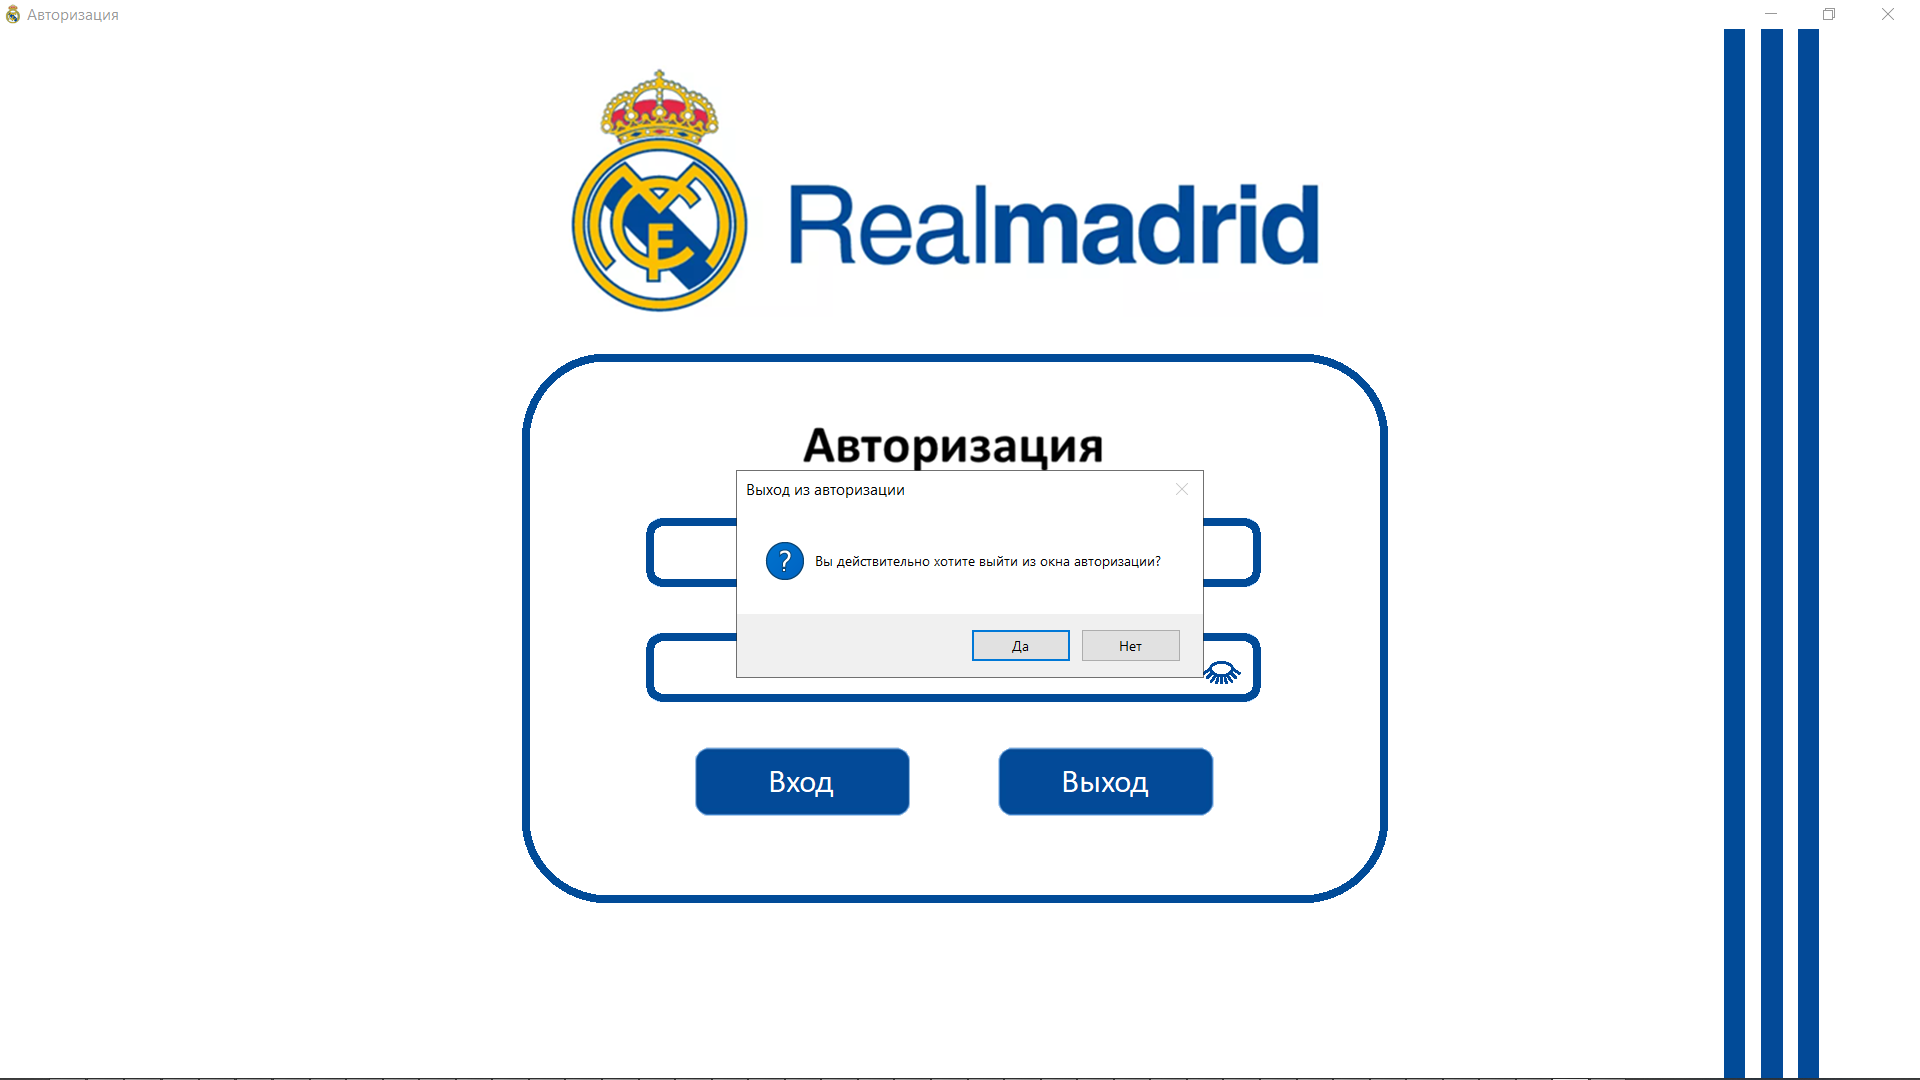 Авторизация
Realmadrid
Авторизация
Выход из авторизации
Вы действительно хотите выйти из окна авторизации?
Да
Нет
Вход
Выход